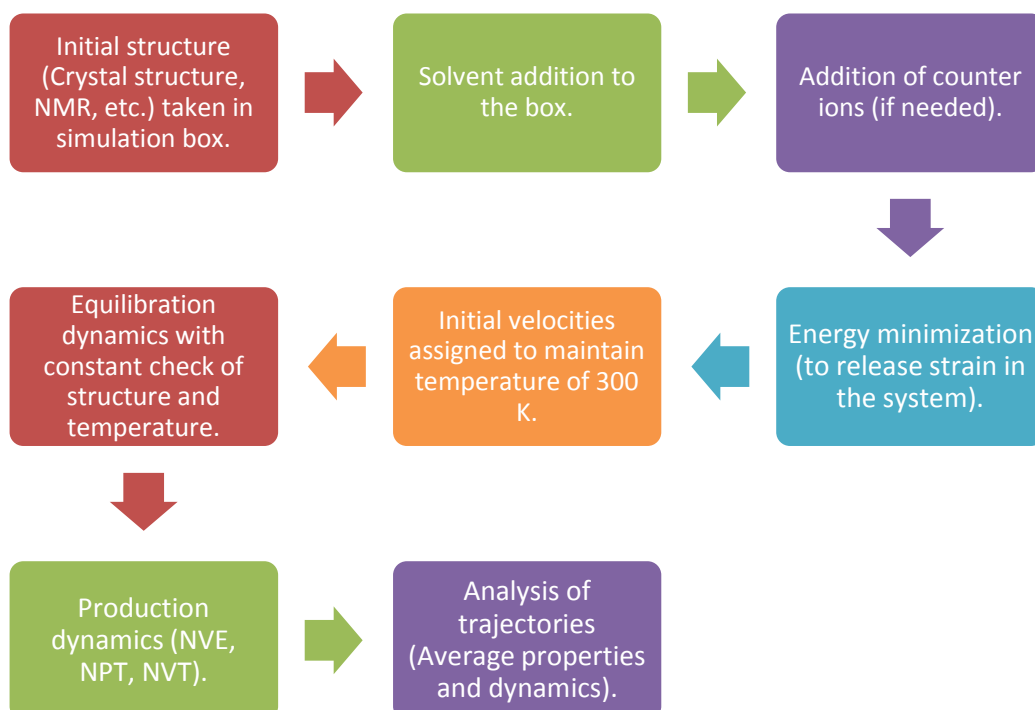 Initial structure
(Crystal structure,
NMR, etc.) taken in
simulation box.
Solvent addition to
the box.
Addition of counter
ions (if needed).
Energy minimization
(to release strain in
the system).
Initial velocities
assigned to maintain
temperature of 300
K.
Equilibration
dynamics with
constant check of
structure and
temperature.
Production
dynamics (NVE,
NPT, NVT).
Analysis of
trajectories
(Average properties
and dynamics).